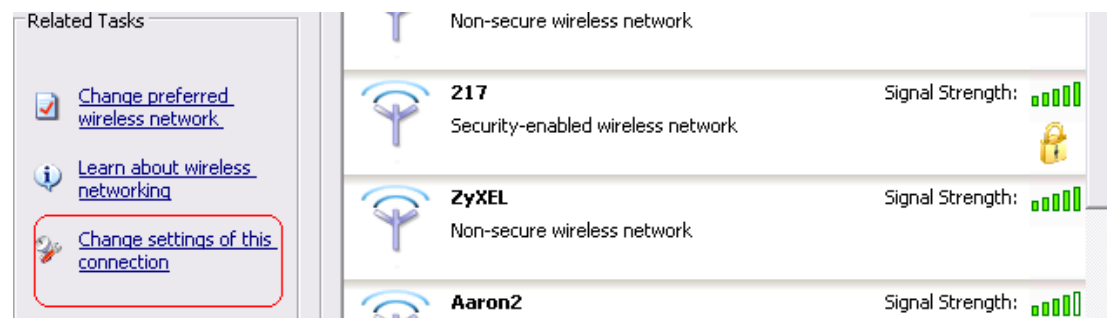 Related Tasks
Change preferred
wireless network
Learn about wireless
networking
Change settings of this
connection
Non-secure wireless network
217
Signal Strength:
Security-enabled wireless network
ZyXEL
Signal Strength:
Non-secure wireless network
Aaron2
Signal Strength: